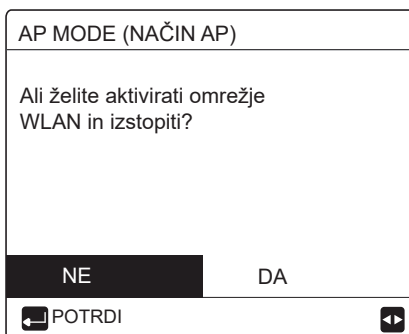 AP MODE (NAČIN AP)
Ali želite aktivirati omrežje
WLAN in izstopiti?
NE DA
POTRDI